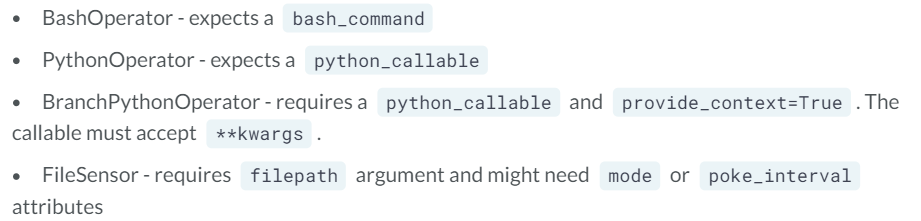 • BashOperator - expects a bash_command
• PythonOperator - expects a python_callable
• BranchPythonOperator - requires a python_callable and provide_context=True . The
callable must accept **kwargs .
• FileSensor - requires filepath argument and might need mode or poke_interval
attributes